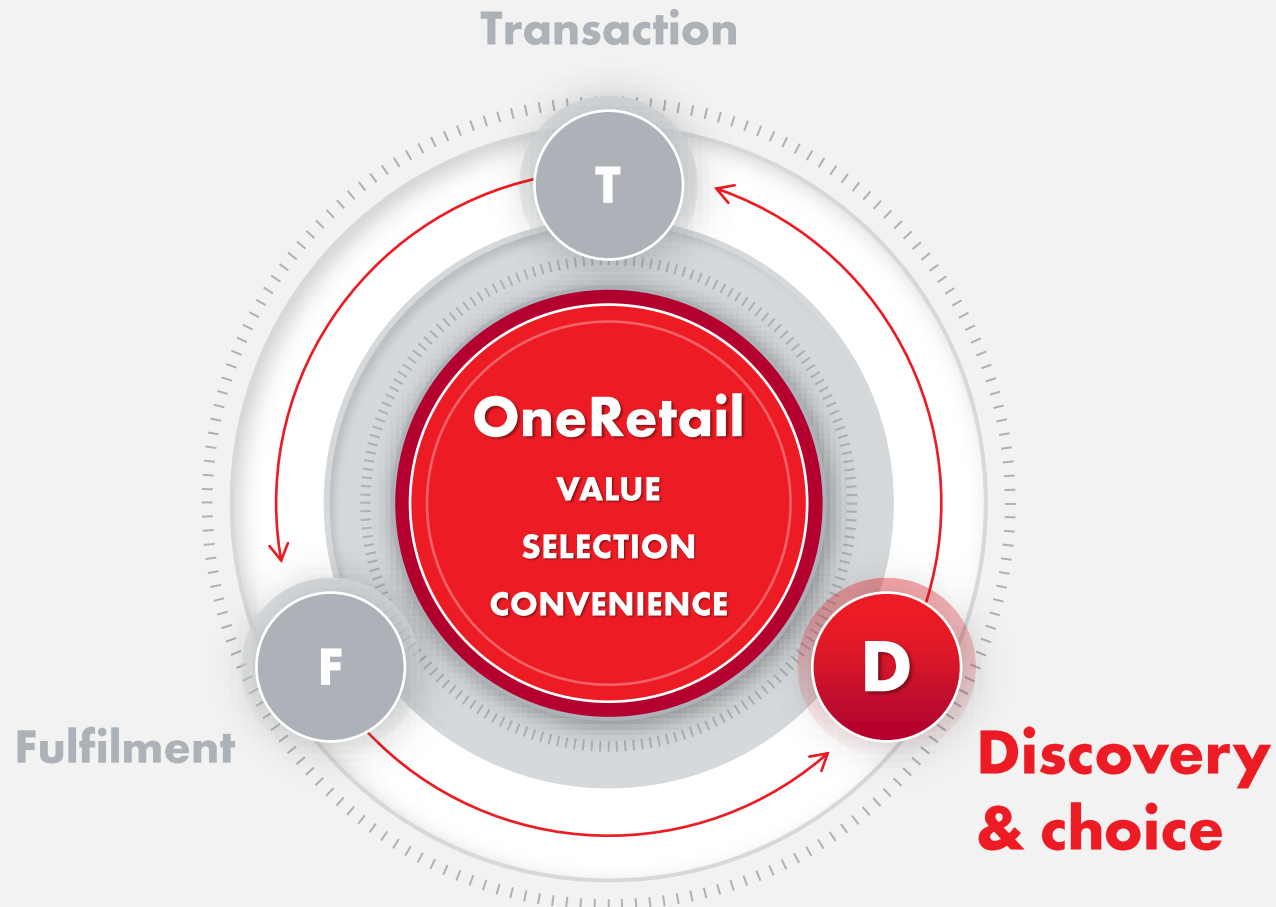 Transaction
T
OneRetail
VALUE
SELECTION
CONVENIENCE
F
D
Fulfilment
Discovery
& choice